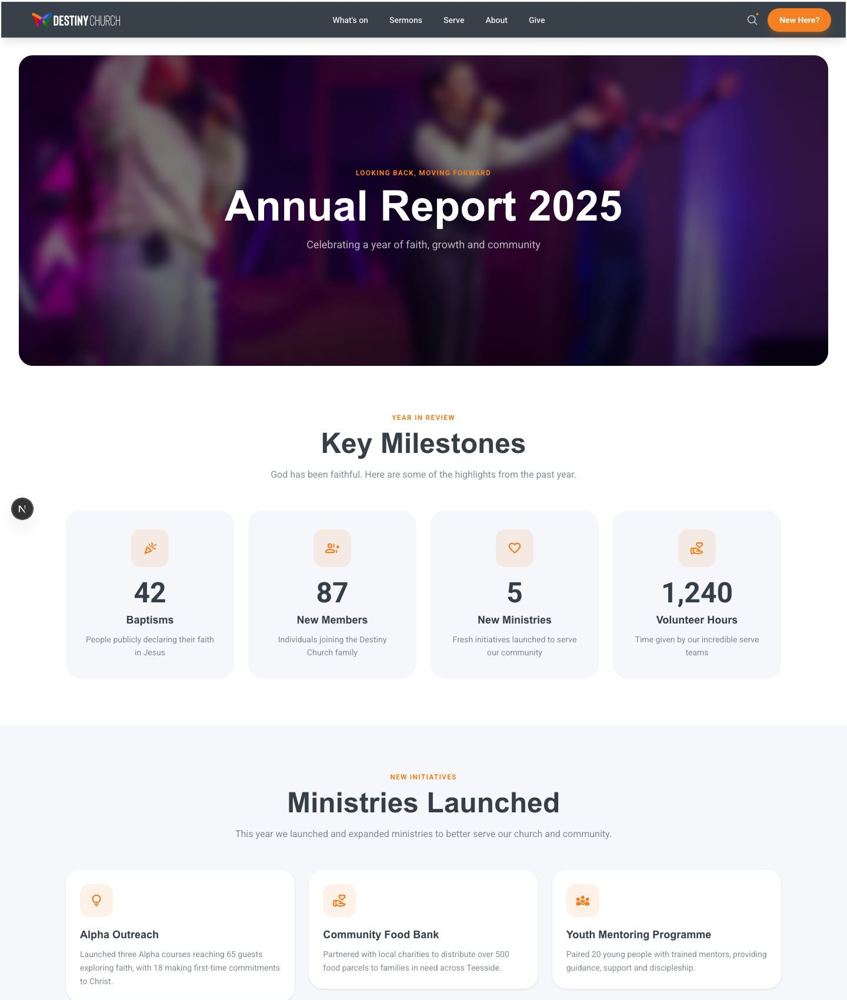 DESTINY CHURCH
What's on
Sermons
Serve
About
Give
New Here?
LOOKING BACK, MOVING FORWARD
Annual Report 2025
Celebrating a year of faith, growth and community
YEAR IN REVIEW
Key Milestones
God has been faithful. Here are some of the highlights from the past year.
N
42
Baptisms
People publicly declaring their faith
in Jesus
87
New Members
Individuals joining the Destiny
Church family
5
New Ministries
Fresh initiatives launched to serve
our community
1,240
Volunteer Hours
Time given by our incredible serve
teams
NEW INITIATIVES
Ministries Launched
This year we launched and expanded ministries to better serve our church and community.
Alpha Outreach
Launched three Alpha courses reaching 65 guests
exploring faith, with 18 making first-time commitments
to Christ.
Community Food Bank
Partnered with local charities to distribute over 500
food parcels to families in need across Teesside.
Youth Mentoring Programme
Paired 20 young people with trained mentors, providing
guidance, support and discipleship.